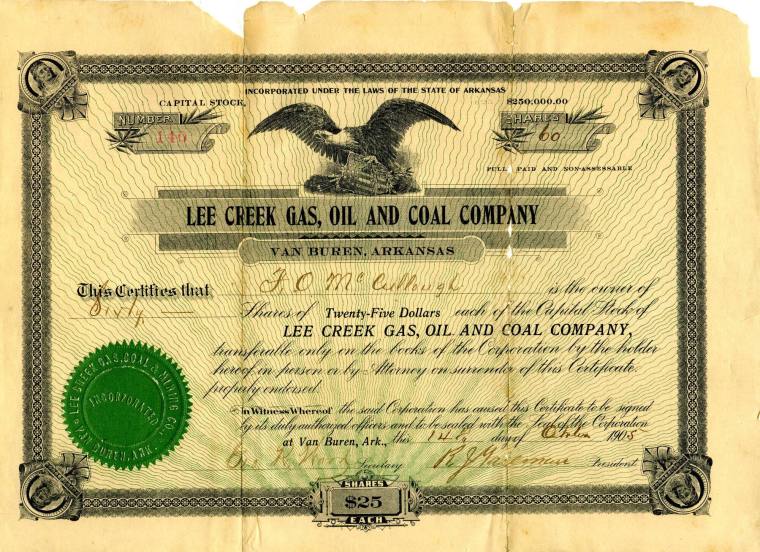 INCORPORATED UNDER THE LAWS OF THE STATE OF ARKANSAS
CAPITAL STOCK, $250,000.00
NUMBER
140
SHARES
60
FULL PAID AND NON-ASSESSABLE
LEE CREEK GAS, OIL AND COAL COMPANY
VAN BUREN, ARKANSAS
This Certifies that F. O. McCullough is the owner of
Sixty Shares of Twenty-Five Dollars each of the Capital Stock of
LEE CREEK GAS, OIL AND COAL COMPANY,
transferable only on the books of the Corporation by the holder
hereof in person or by Attorney on surrender of this Certificate
properly endorsed.
In Witness Whereof the said Corporation has caused this Certificate to be signed
by its duly authorized officers and to be sealed with the Seal of the Corporation
at Van Buren, Ark., this 14th day of October 1905
Secretary. President
LEE CREEK GAS, COAL & MINING CO.
INCORPORATED
SHARES
$25
EACH